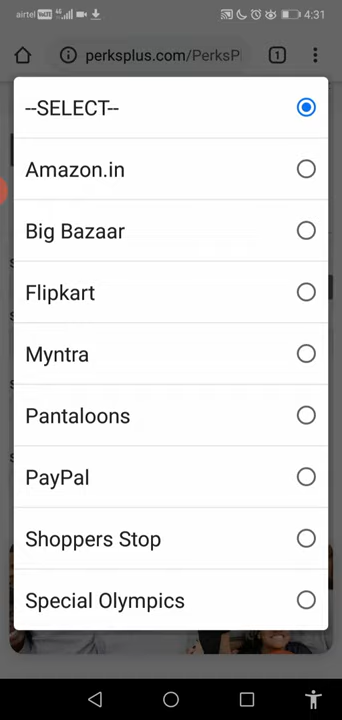 airtel VoLTE 4:31
perksplus.com/PerksP 1
--SELECT--
Amazon.in
Big Bazaar
Flipkart
Myntra
Pantaloons
PayPal
Shoppers Stop
Special Olympics